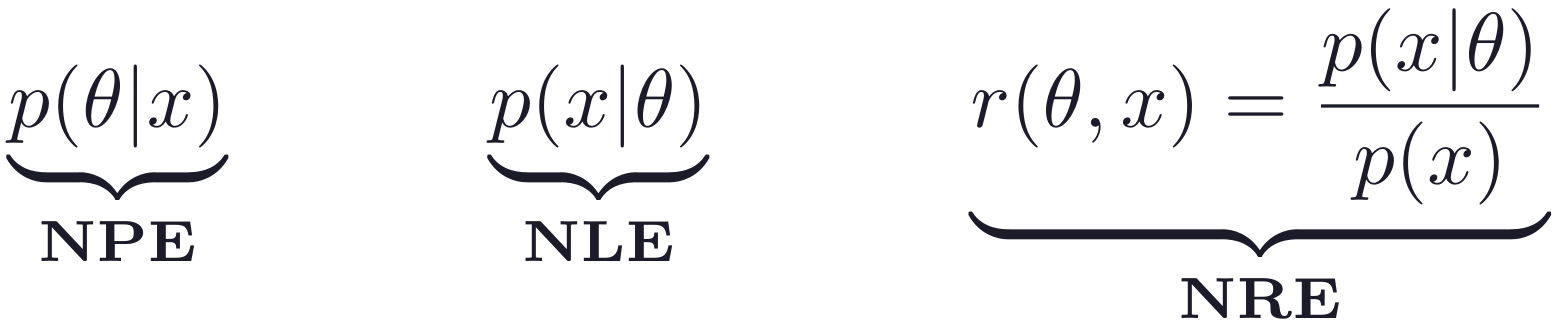 p(θ|x)
NPE
p(x|θ)
NLE
r(θ, x) = p(x|θ) / p(x)
NRE